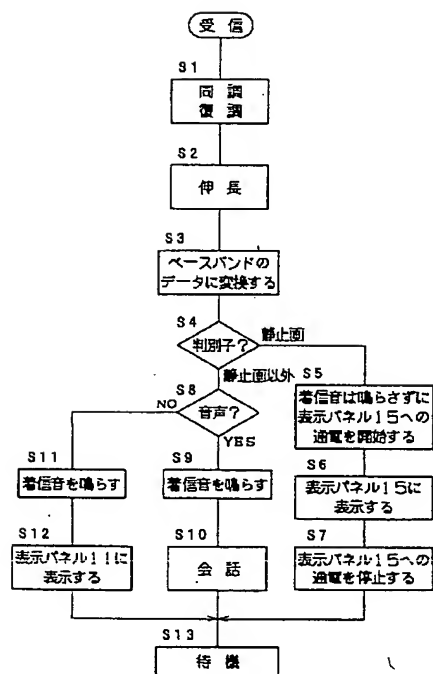 受信
S1
同調
復調
S2
伸長
S3
ベースバンドの
データに変換する
S4
判別子?
静止画
静止画以外
S5
着信音は鳴らさずに
表示パネル15への
通電を開始する
S6
表示パネル15に
表示する
S7
表示パネル15への
通電を停止する
S8
音声?
NO
YES
S9
着信音を鳴らす
S10
会話
S11
着信音を鳴らす
S12
表示パネル11に
表示する
S13
待機